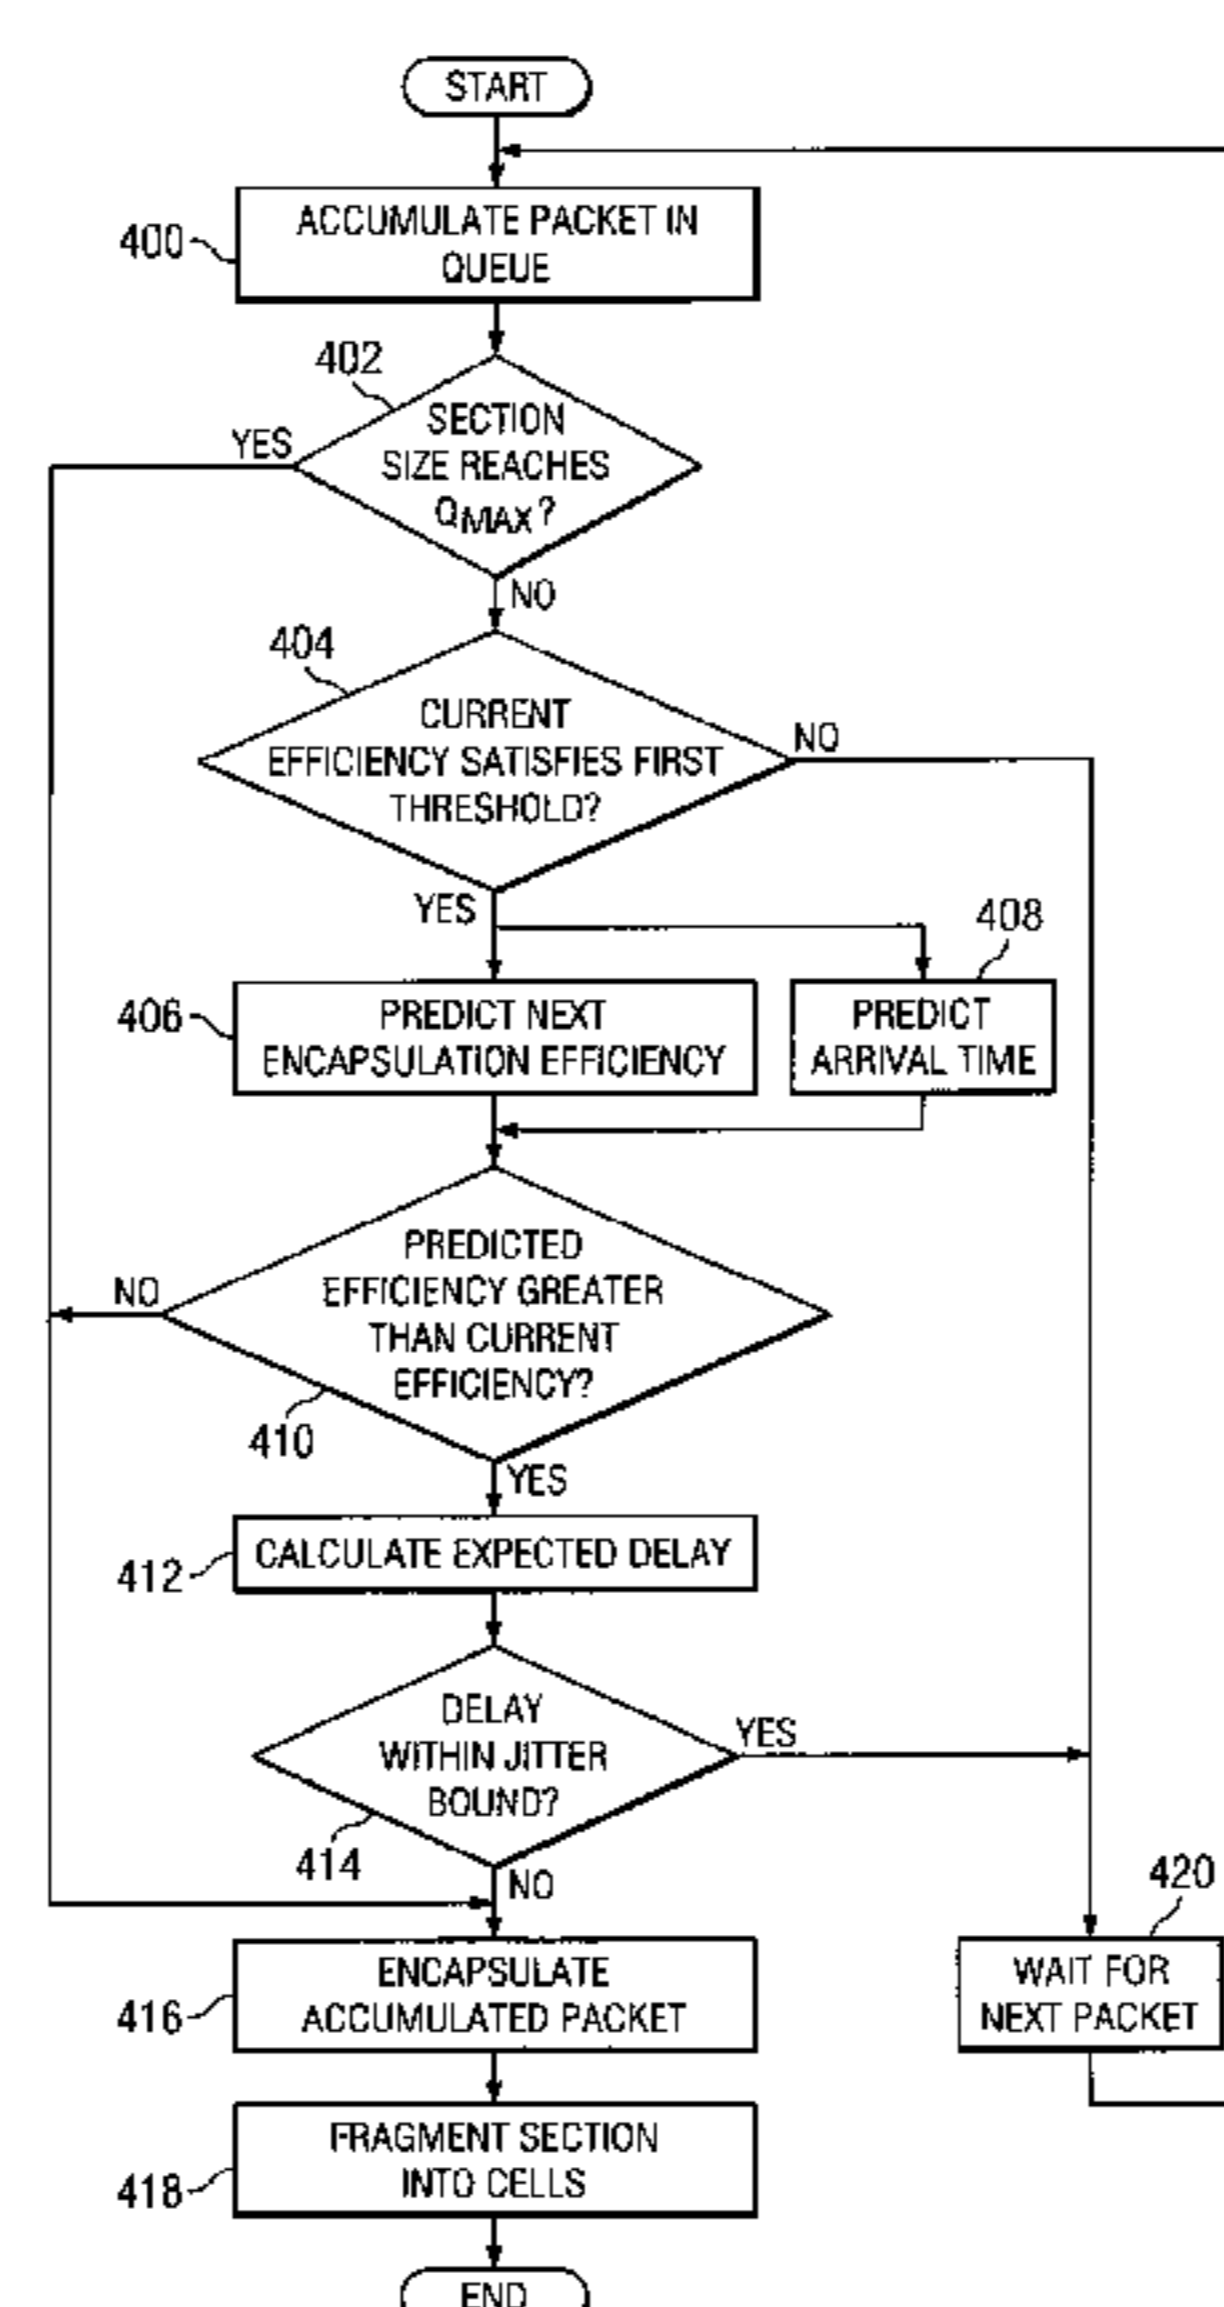 START
400
ACCUMULATE PACKET IN
QUEUE
402
YES
SECTION
SIZE REACHES
QMAX?
NO
404
CURRENT
EFFICIENCY SATISFIES FIRST
THRESHOLD?
NO
YES
408
406
PREDICT NEXT
ENCAPSULATION EFFICIENCY
PREDICT
ARRIVAL TIME
NO
PREDICTED
EFFICIENCY GREATER
THAN CURRENT
EFFICIENCY?
410
YES
412
CALCULATE EXPECTED DELAY
DELAY
WITHIN JITTER
BOUND?
YES
414
NO
420
416
ENCAPSULATE
ACCUMULATED PACKET
WAIT FOR
NEXT PACKET
418
FRAGMENT SECTION
INTO CELLS
END